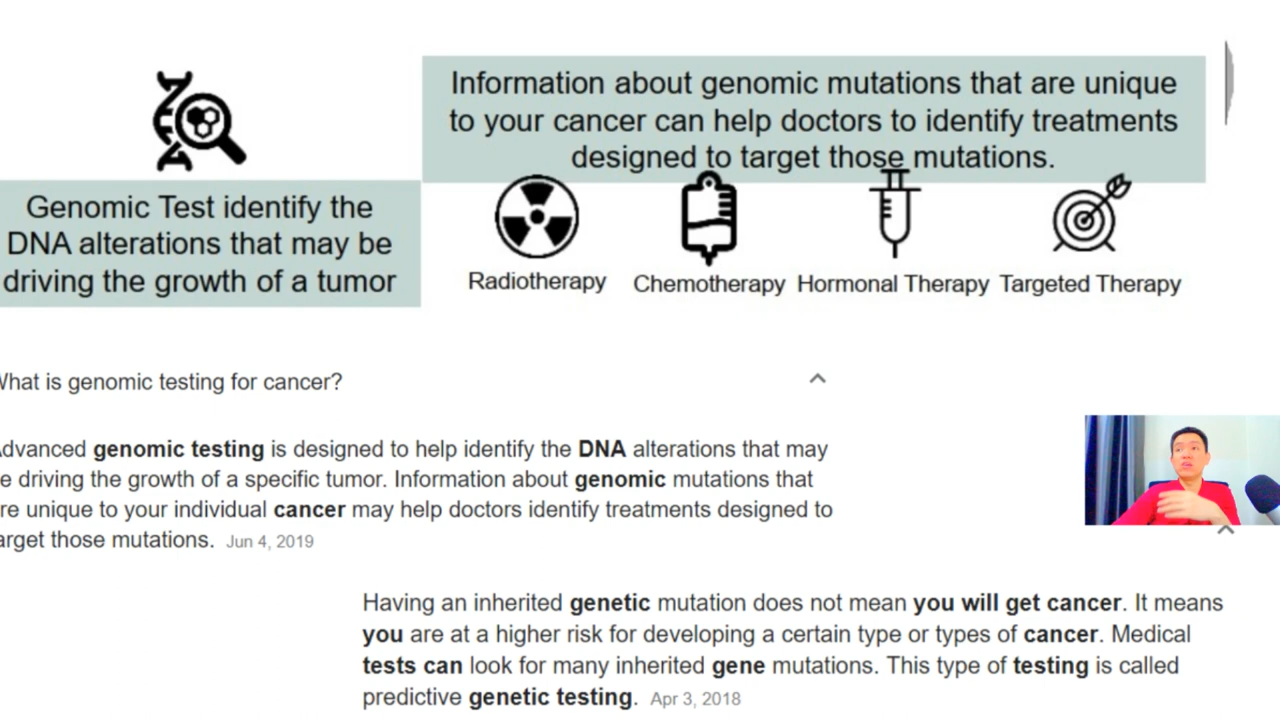 Information about genomic mutations that are unique
to your cancer can help doctors to identify treatments
designed to target those mutations.
Genomic Test identify the
DNA alterations that may be
driving the growth of a tumor
Radiotherapy
Chemotherapy
Hormonal Therapy
Targeted Therapy
What is genomic testing for cancer?
Advanced genomic testing is designed to help identify the DNA alterations that may
be driving the growth of a specific tumor. Information about genomic mutations that
are unique to your individual cancer may help doctors identify treatments designed to
target those mutations. Jun 4, 2019
Having an inherited genetic mutation does not mean you will get cancer. It means
you are at a higher risk for developing a certain type or types of cancer. Medical
tests can look for many inherited gene mutations. This type of testing is called
predictive genetic testing. Apr 3, 2018